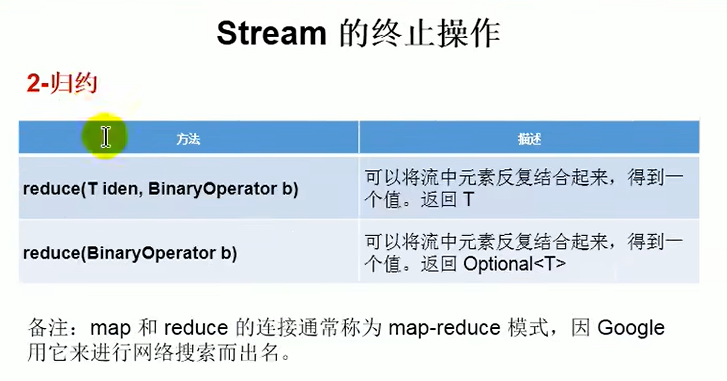 Stream 的终止操作
2-归约
方法
描述
reduce(T iden, BinaryOperator b)
可以将流中元素反复结合起来，得到一
个值。返回 T
reduce(BinaryOperator b)
可以将流中元素反复结合起来，得到一
个值。返回 Optional<T>
备注：map 和 reduce 的连接通常称为 map-reduce 模式，因 Google
用它来进行网络搜索而出名。